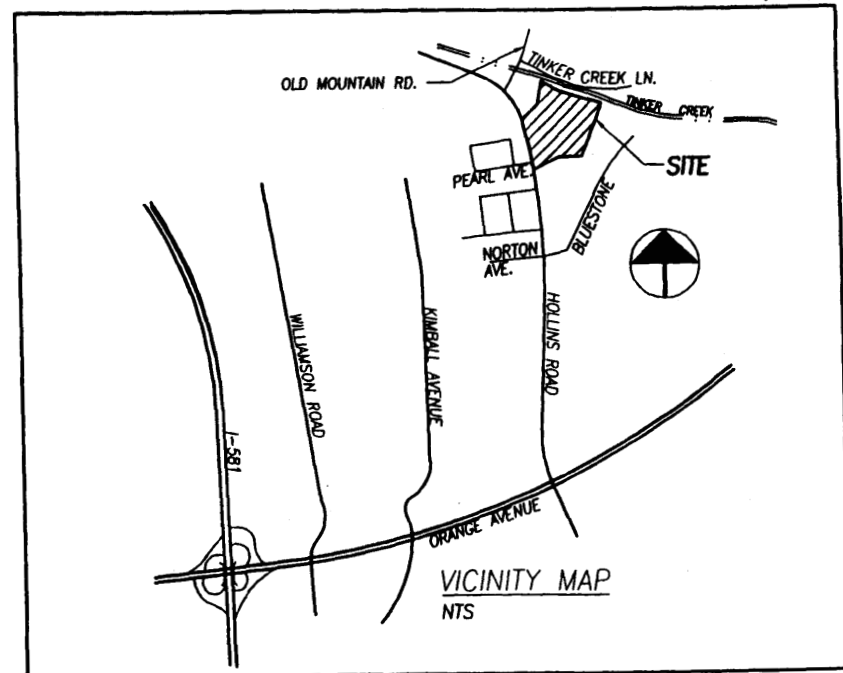 TINKER CREEK LN.
OLD MOUNTAIN RD.
TINKER CREEK
SITE
PEARL AVE.
BLUESTONE
NORTON
AVE.
HOLLINS ROAD
KIMBALL AVENUE
WILLIAMSON ROAD
I-581
ORANGE AVENUE
VICINITY MAP
NTS